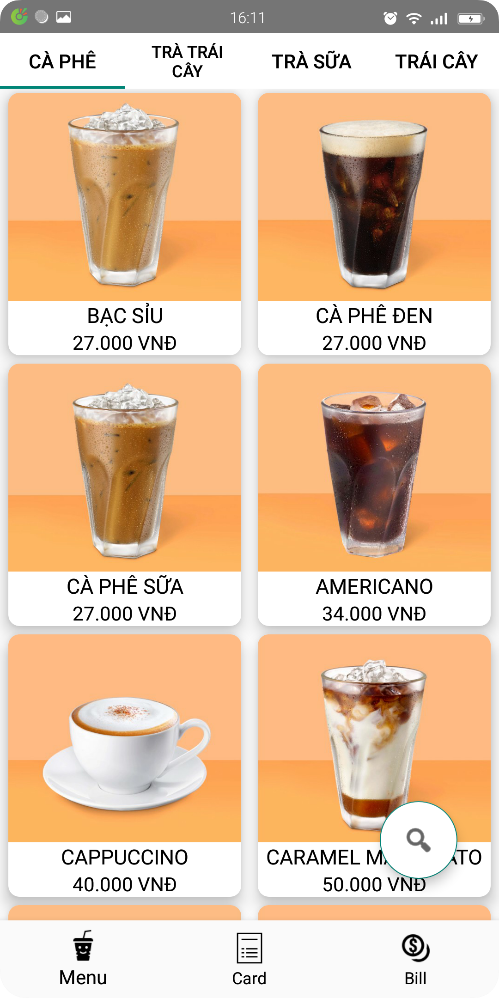 16:11
CÀ PHÊ
TRÀ TRÁI
CÂY
TRÀ SỮA
TRÁI CÂY
BẠC SỈU
27.000 VNĐ
CÀ PHÊ ĐEN
27.000 VNĐ
CÀ PHÊ SỮA
27.000 VNĐ
AMERICANO
34.000 VNĐ
CAPPUCCINO
40.000 VNĐ
CARAMEL
50.000 VNĐ
Menu
Card
Bill